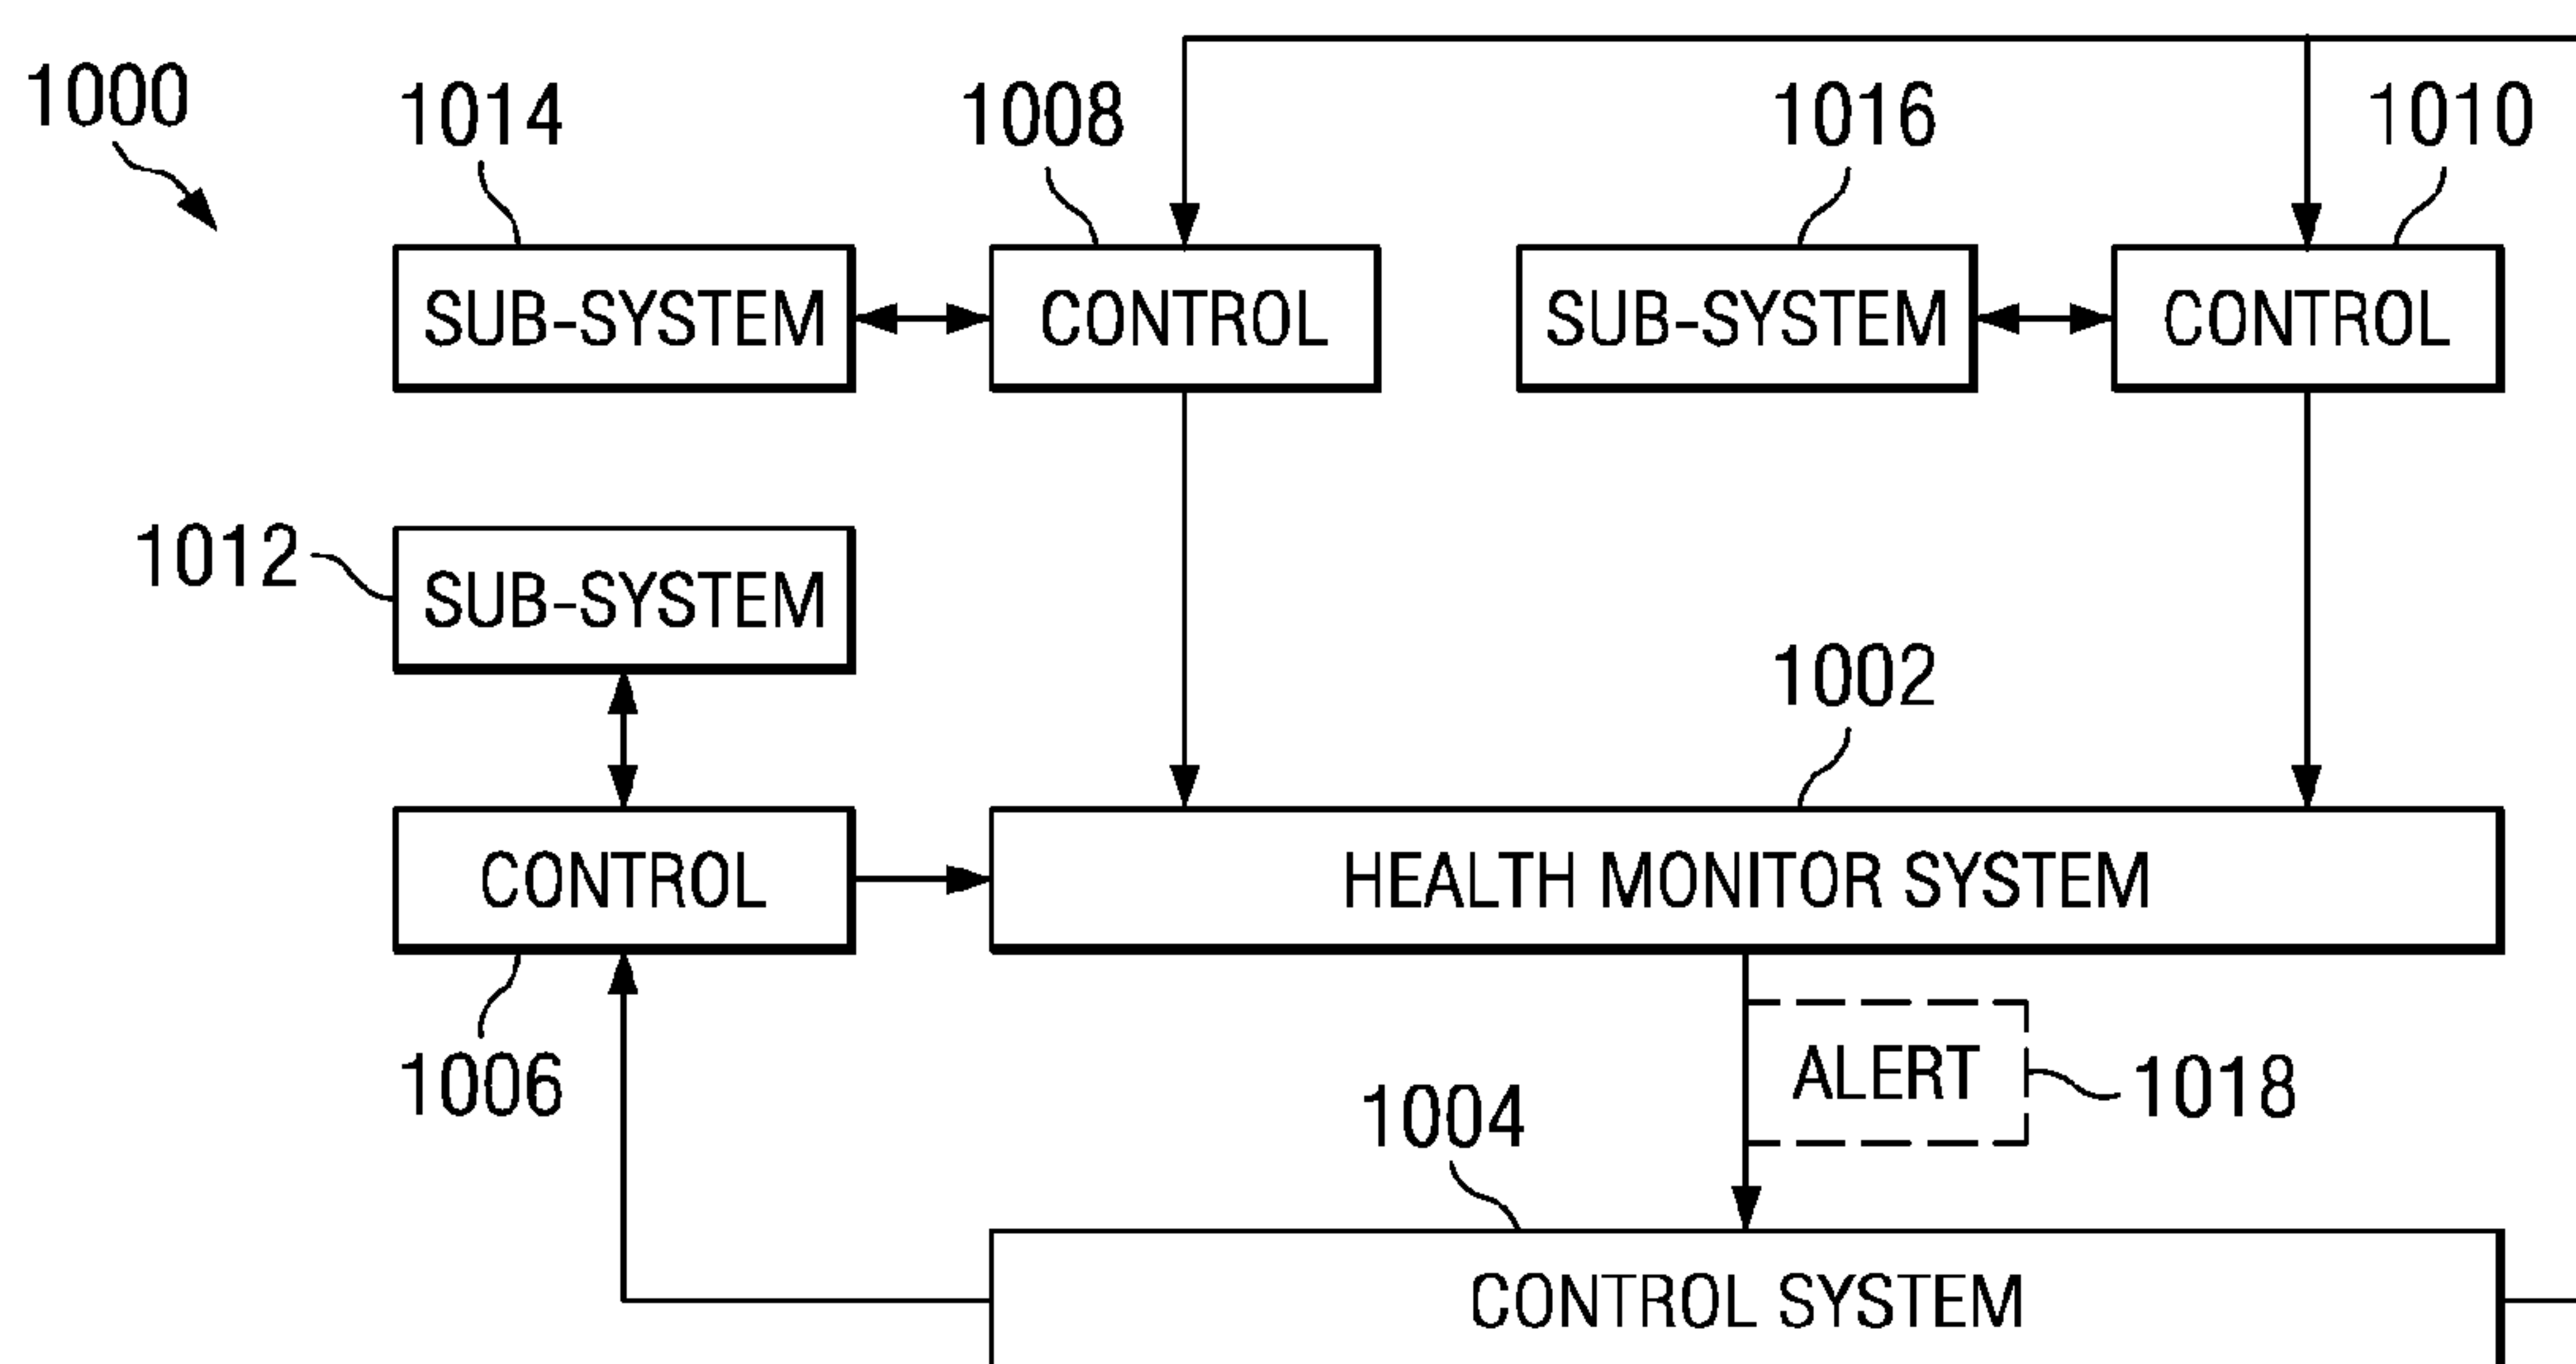 1000
1014
1008
1016
1010
SUB-SYSTEM
CONTROL
SUB-SYSTEM
CONTROL
1012
SUB-SYSTEM
1002
CONTROL
HEALTH MONITOR SYSTEM
1006
ALERT
1018
1004
CONTROL SYSTEM